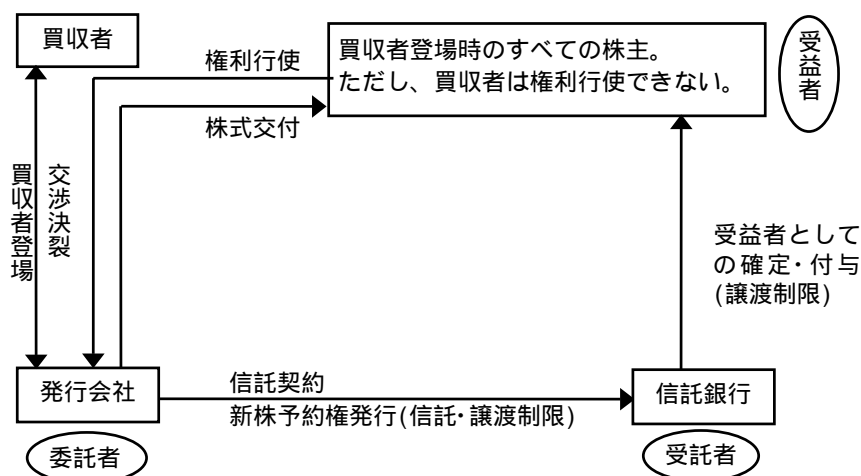 買収者
権利行使
買収者登場時のすべての株主。
ただし、買収者は権利行使できない。
受益者
株式交付
買収者登場
交渉決裂
受益者として
の確定・付与
(譲渡制限)
発行会社
信託契約
新株予約権発行(信託・譲渡制限)
信託銀行
委託者
受託者